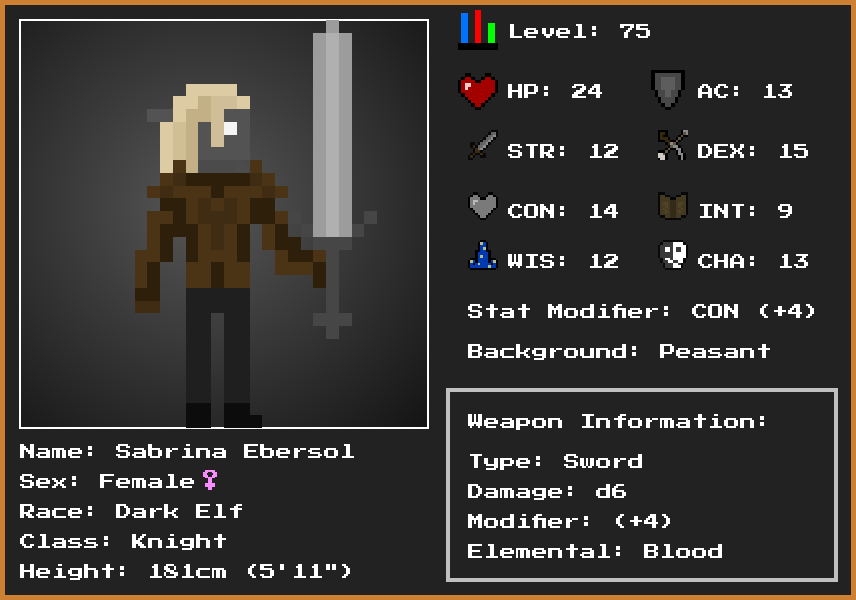 Level: 75
HP: 24 AC: 13
STR: 12 DEX: 15
CON: 14 INT: 9
WIS: 12 CHA: 13
Stat Modifier: CON (+4)
Background: Peasant
Weapon Information:
Type: Sword
Damage: d6
Modifier: (+4)
Elemental: Blood
Name: Sabrina Ebersol
Sex: Female♀
Race: Dark Elf
Class: Knight
Height: 181cm (5'11")